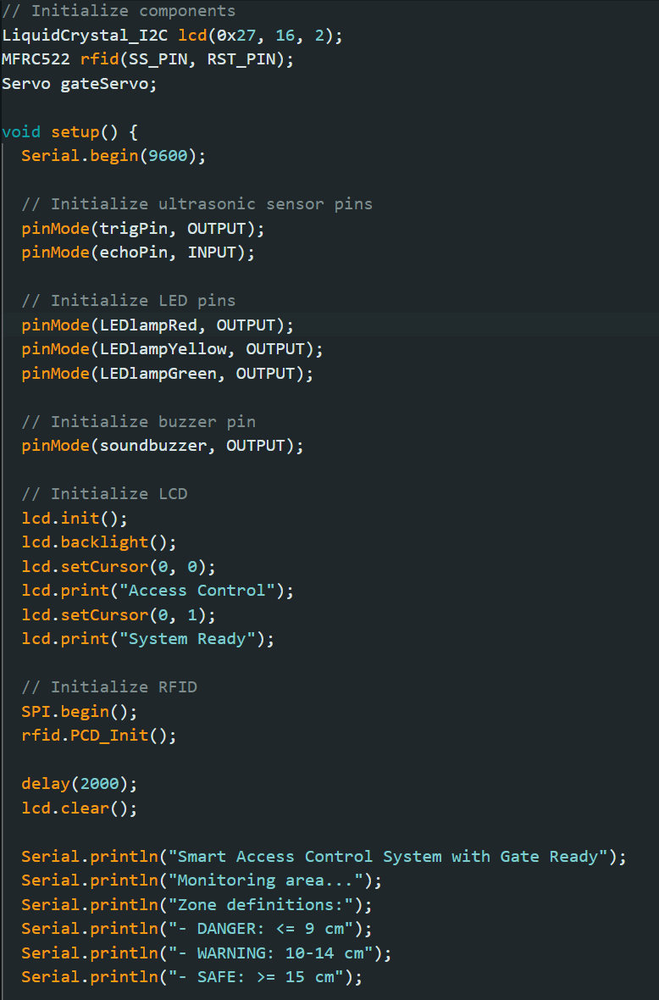 // Initialize components
LiquidCrystal_I2C lcd(0x27, 16, 2);
MFRC522 rfid(SS_PIN, RST_PIN);
Servo gateServo;

void setup() {
  Serial.begin(9600);

  // Initialize ultrasonic sensor pins
  pinMode(trigPin, OUTPUT);
  pinMode(echoPin, INPUT);

  // Initialize LED pins
  pinMode(LEDlampRed, OUTPUT);
  pinMode(LEDlampYellow, OUTPUT);
  pinMode(LEDlampGreen, OUTPUT);

  // Initialize buzzer pin
  pinMode(soundbuzzer, OUTPUT);

  // Initialize LCD
  lcd.init();
  lcd.backlight();
  lcd.setCursor(0, 0);
  lcd.print("Access Control");
  lcd.setCursor(0, 1);
  lcd.print("System Ready");

  // Initialize RFID
  SPI.begin();
  rfid.PCD_Init();

  delay(2000);
  lcd.clear();

  Serial.println("Smart Access Control System with Gate Ready");
  Serial.println("Monitoring area...");
  Serial.println("Zone definitions:");
  Serial.println("- DANGER: <= 9 cm");
  Serial.println("- WARNING: 10-14 cm");
  Serial.println("- SAFE: >= 15 cm");